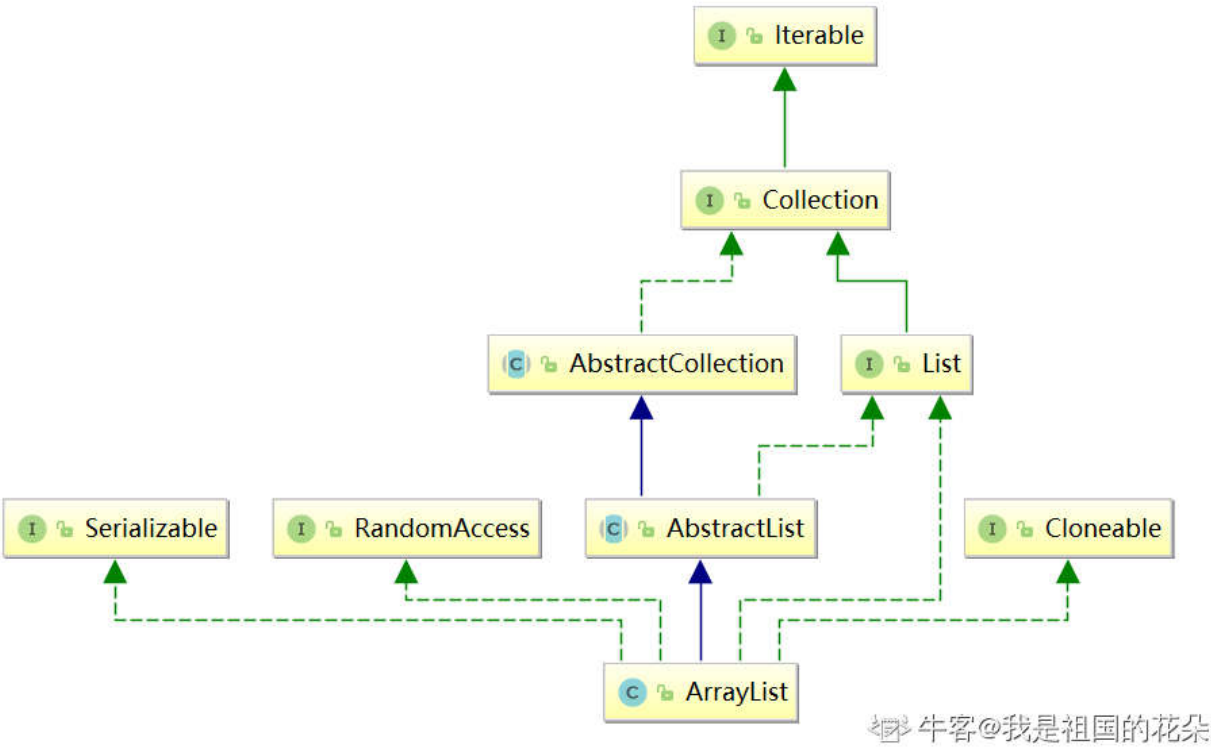 I Iterable
I Collection
C AbstractCollection
I List
I Serializable
I RandomAccess
C AbstractList
I Cloneable
C ArrayList
牛客@我是祖国的花朵